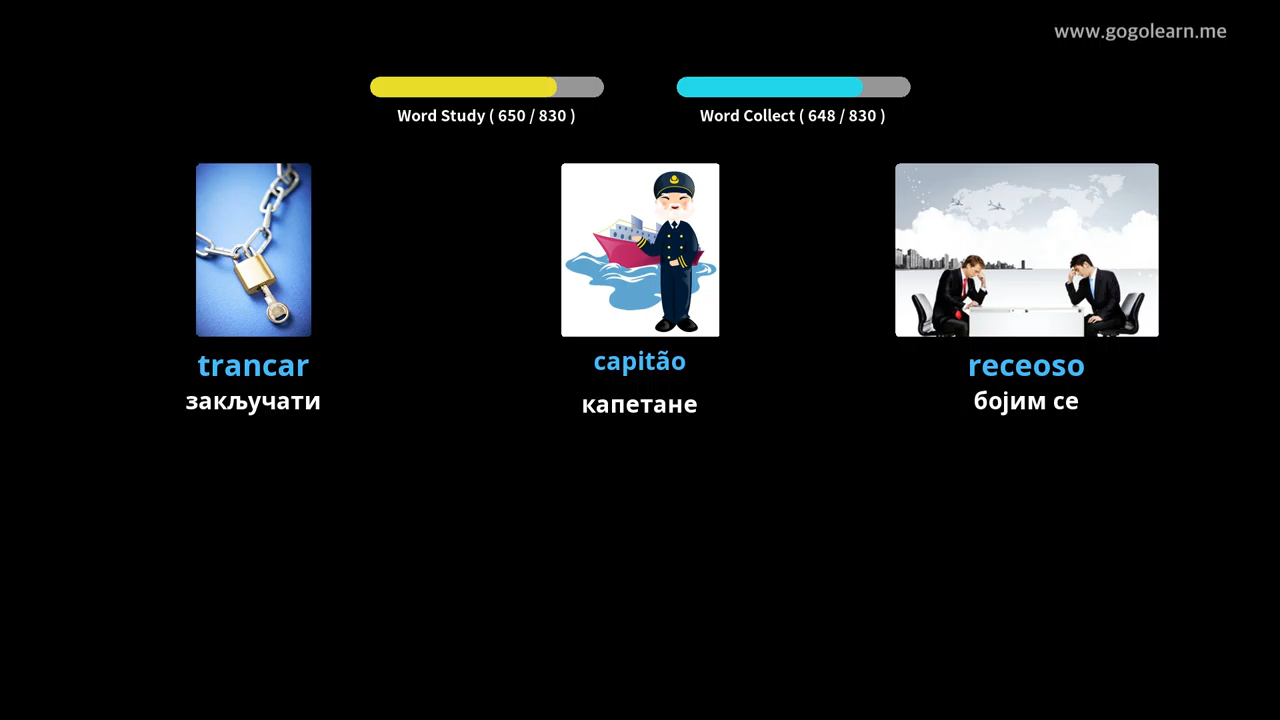 www.gogolearn.me
Word Study ( 650 / 830 )
Word Collect ( 648 / 830 )
trancar
закључати
capitão
капетане
receoso
бојим се